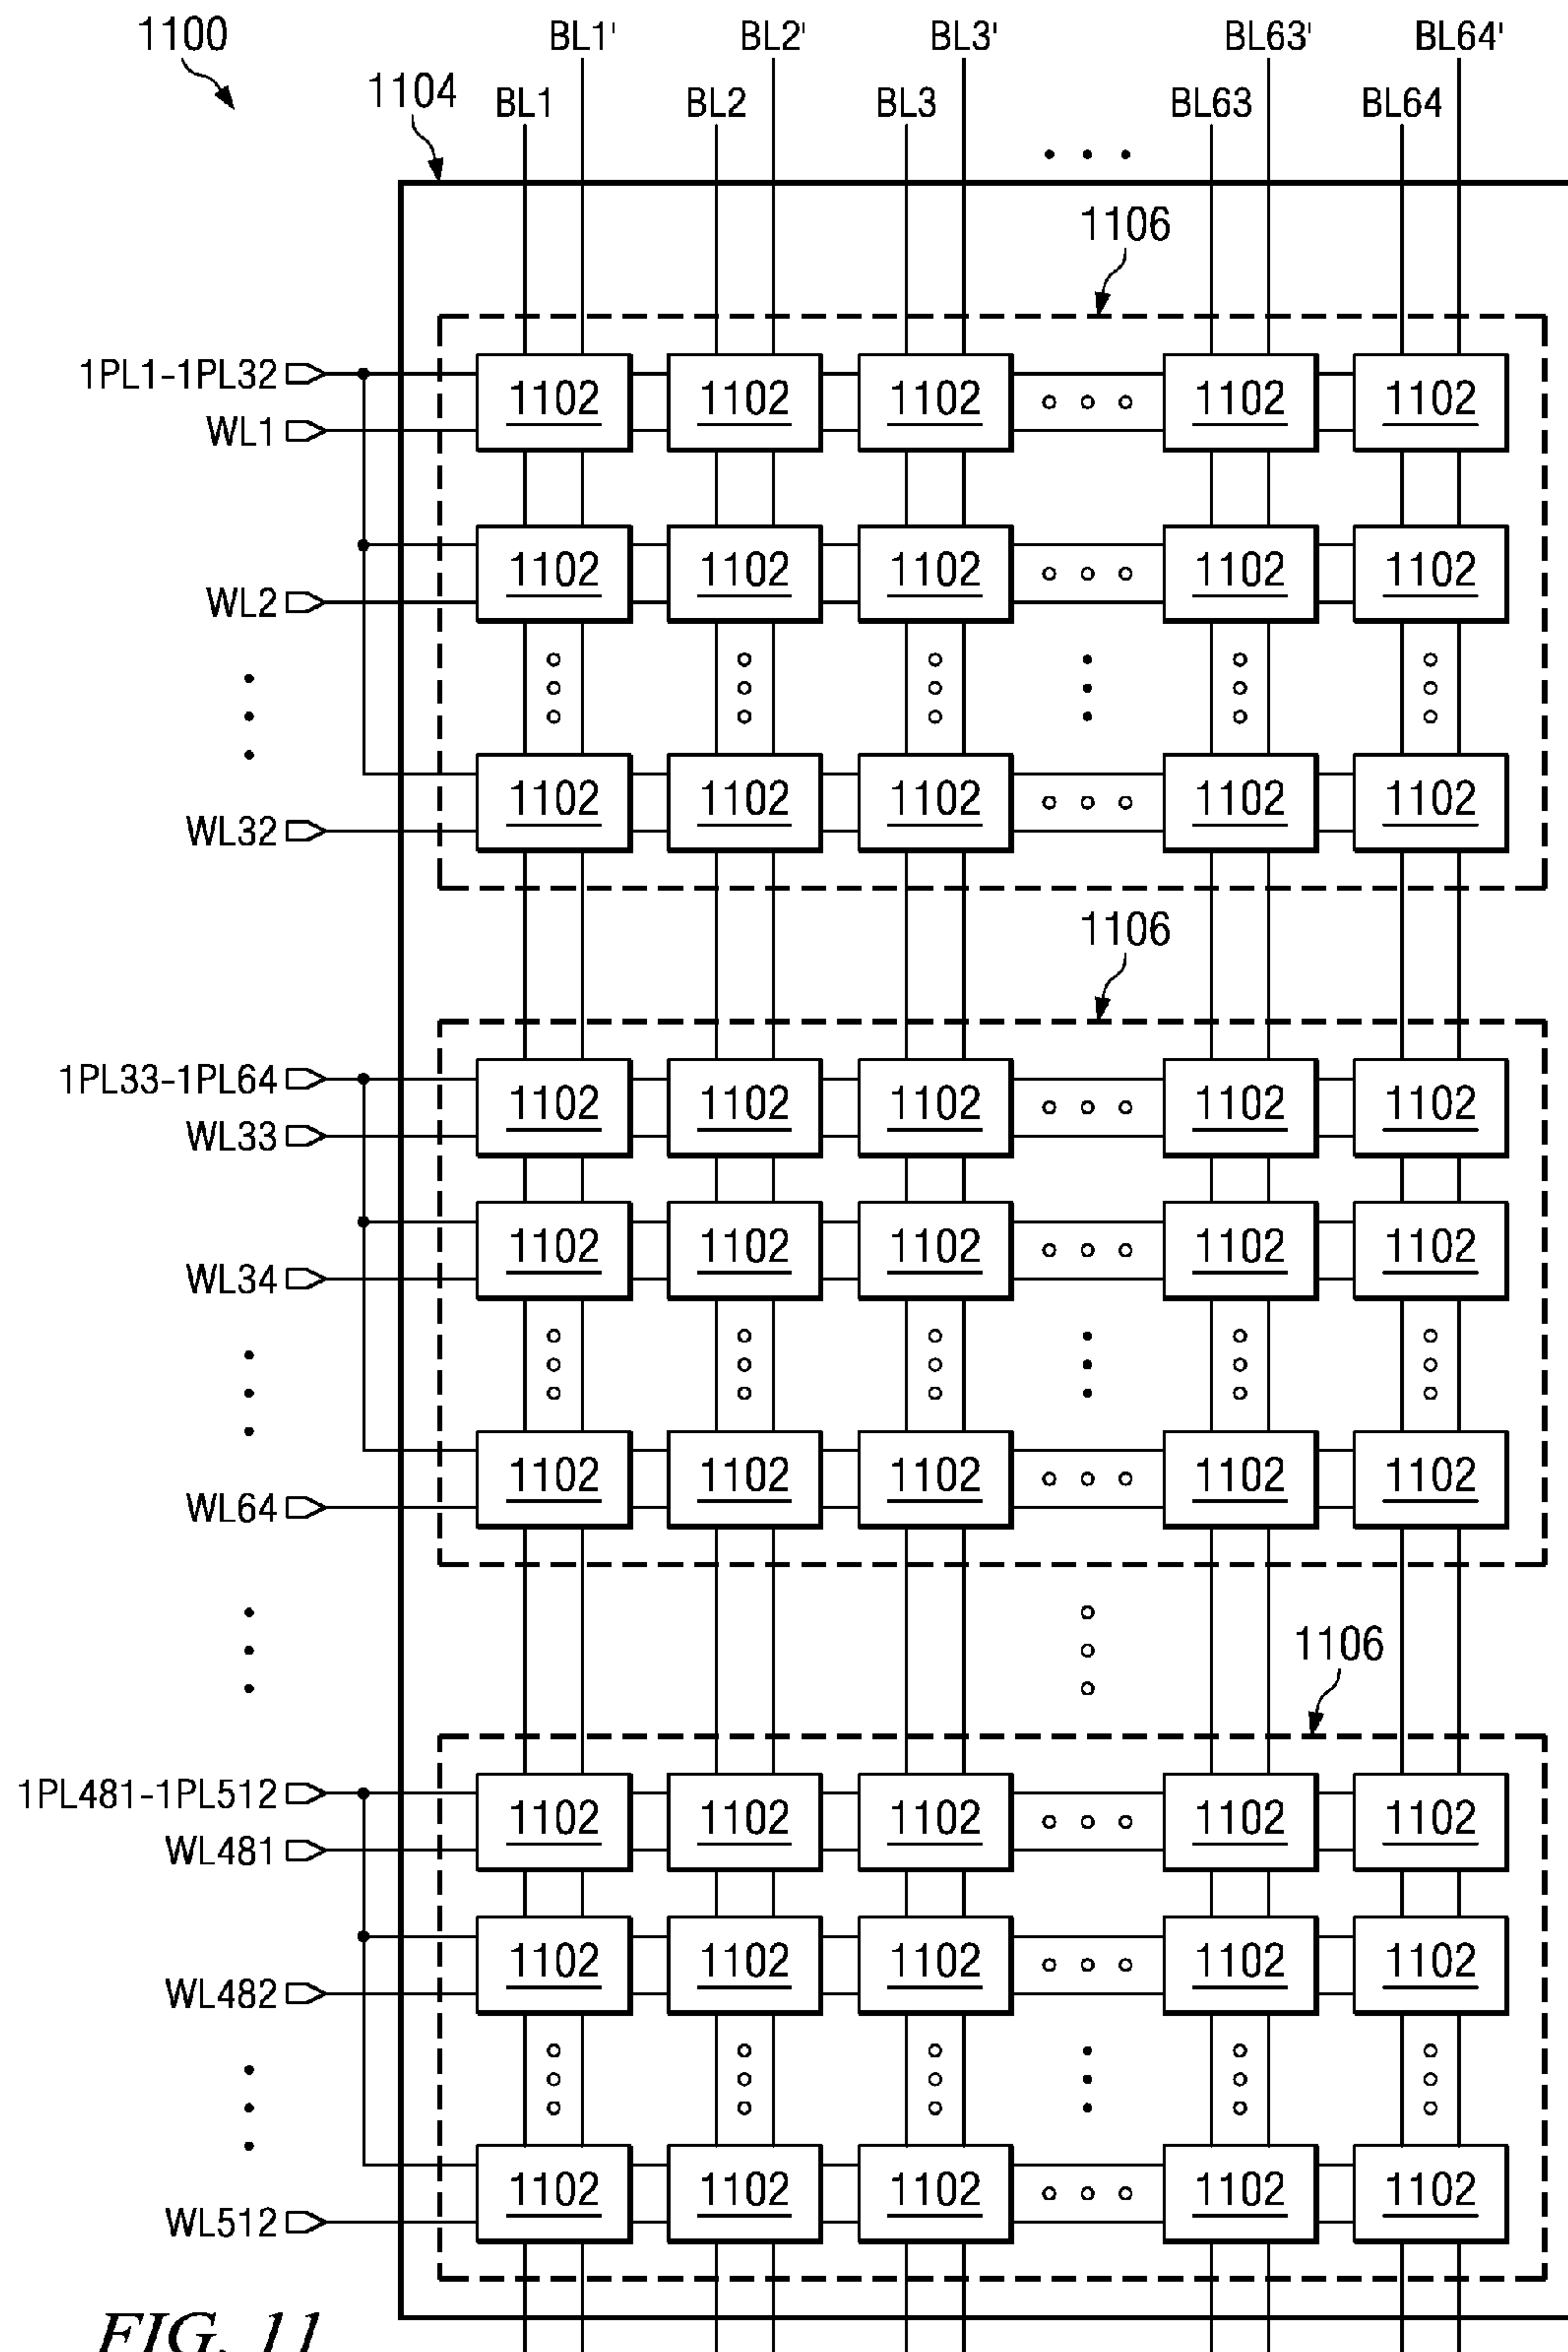 1100
BL1' BL2' BL3' BL63' BL64'
1104 BL1 BL2 BL3 BL63 BL64
1106
1PL1-1PL32
1102 1102 1102 1102 1102
WL1
1102 1102 1102 1102 1102
WL2
1102 1102 1102 1102 1102
WL32
1106
1PL33-1PL64
1102 1102 1102 1102 1102
WL33
1102 1102 1102 1102 1102
WL34
1102 1102 1102 1102 1102
WL64
1106
1PL481-1PL512
1102 1102 1102 1102 1102
WL481
1102 1102 1102 1102 1102
WL482
1102 1102 1102 1102 1102
WL512
FIG. 11